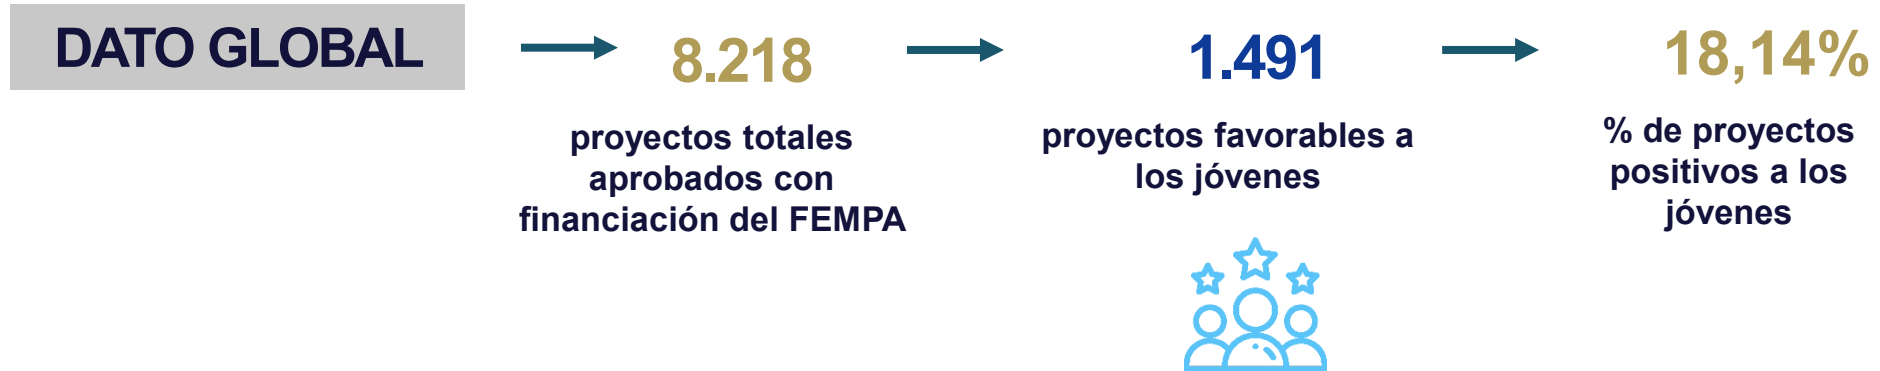 DATO GLOBAL
8.218
proyectos totales
aprobados con
financiación del FEMPA
1.491
proyectos favorables a
los jóvenes
18,14%
% de proyectos
positivos a los
jóvenes